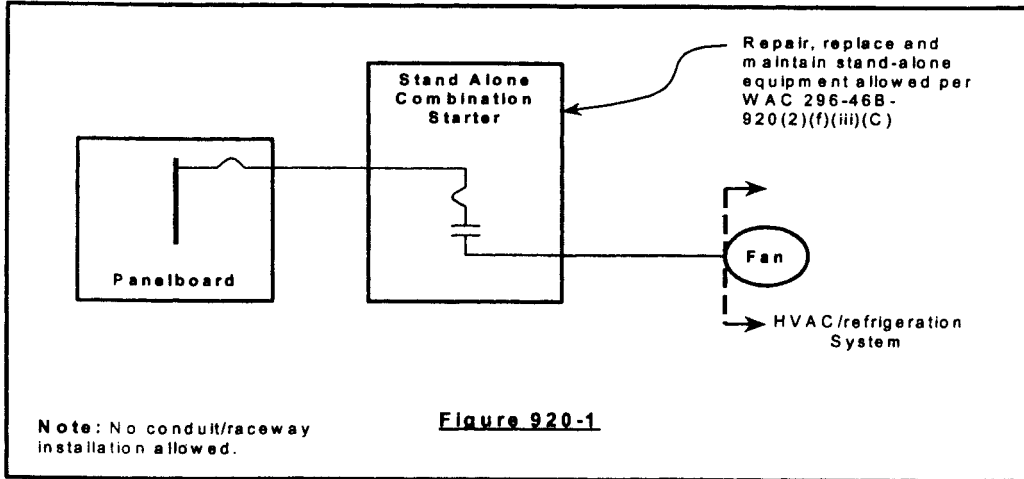 Repair, replace and
maintain stand-alone
equipment allowed per
WAC 296-46B-
920(2)(f)(iii)(C)
Stand Alone
Combination
Starter
Panelboard
Fan
HVAC/refrigeration
System
Note: No conduit/raceway
installation allowed.
Figure 920-1